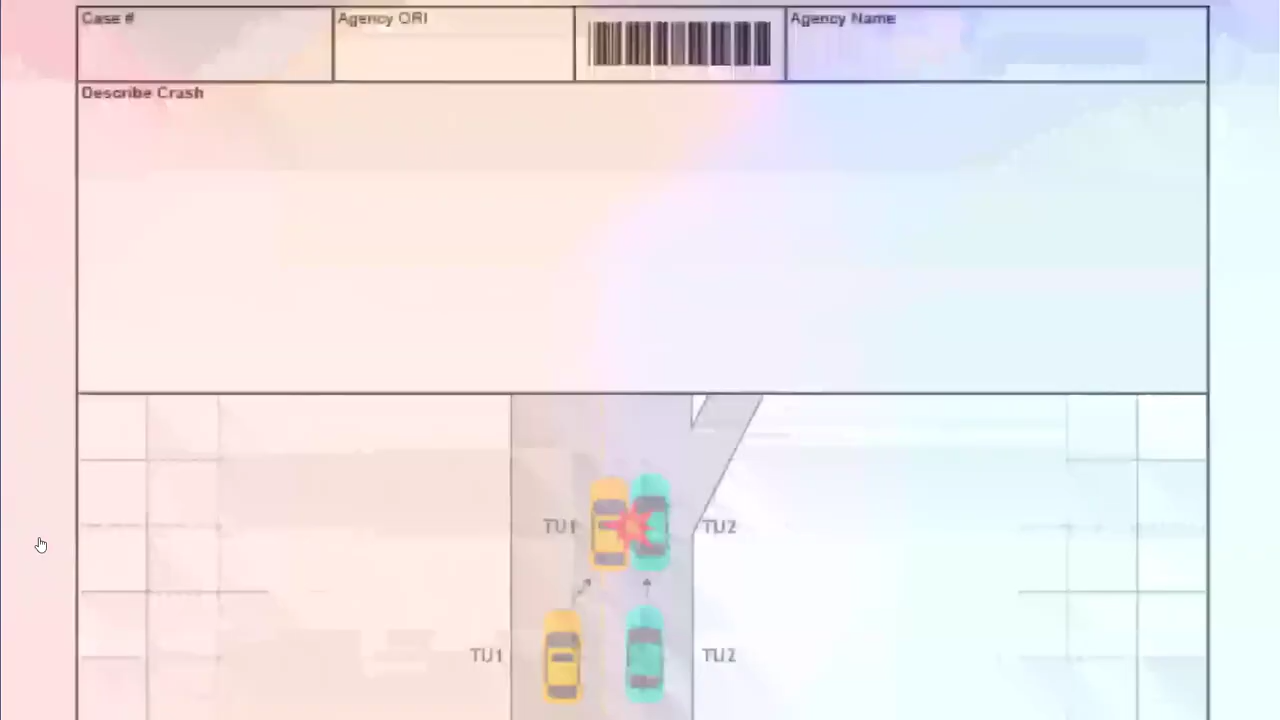 Case #
Agency ORI
Agency Name
Describe Crash
TU1
TU2
TU1
TU2